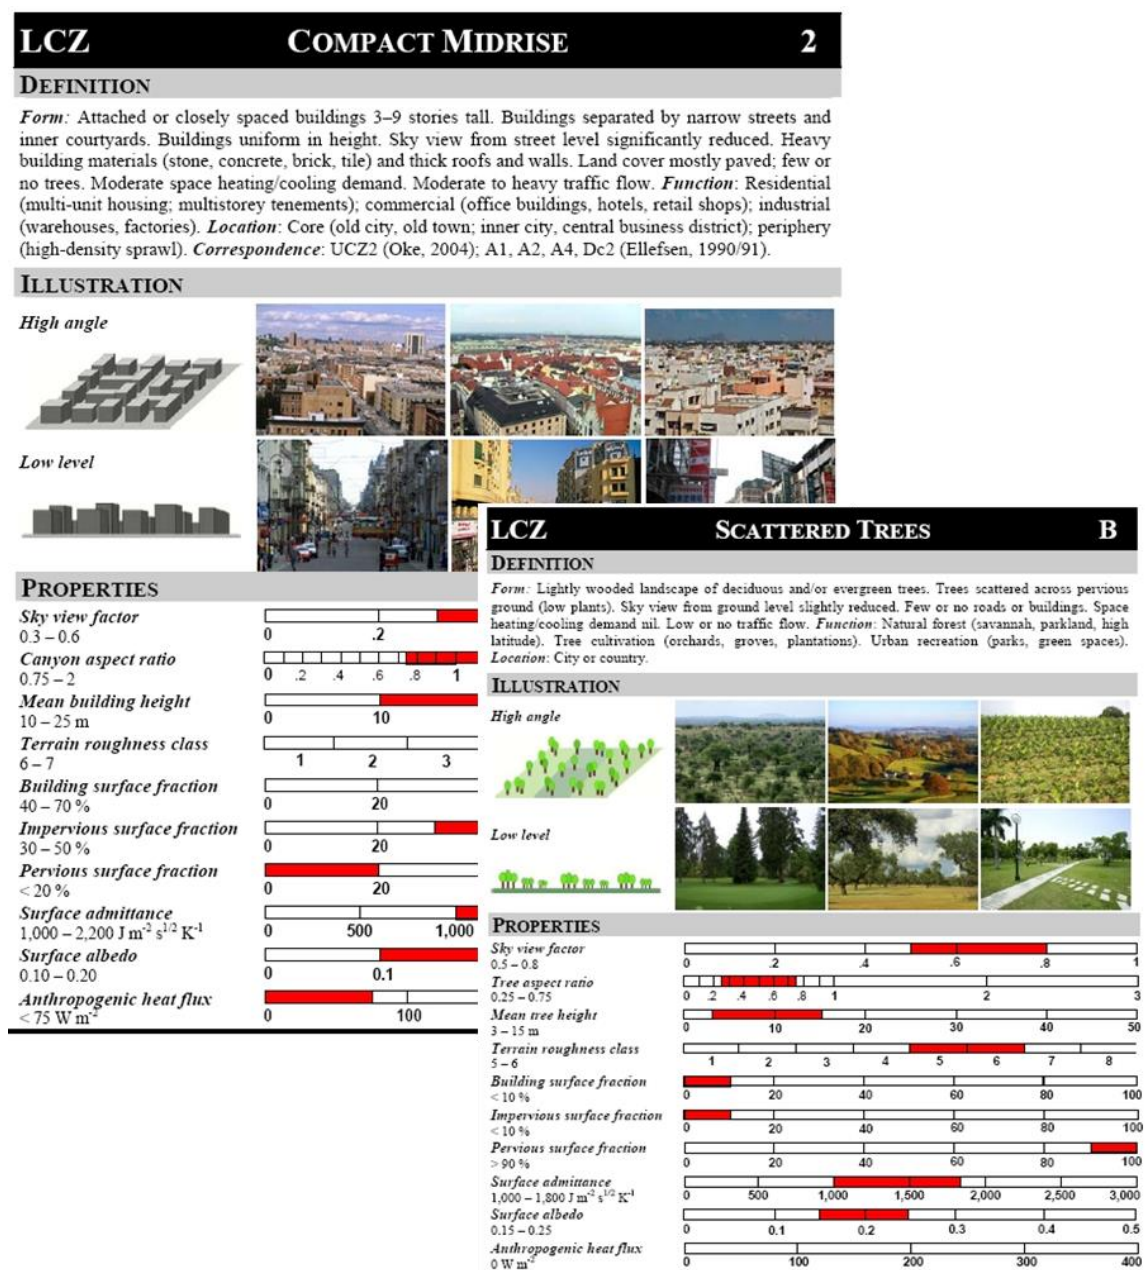 LCZ COMPACT MIDRISE 2
DEFINITION
Form: Attached or closely spaced buildings 3–9 stories tall. Buildings separated by narrow streets and
inner courtyards. Buildings uniform in height. Sky view from street level significantly reduced. Heavy
building materials (stone, concrete, brick, tile) and thick roofs and walls. Land cover mostly paved; few or
no trees. Moderate space heating/cooling demand. Moderate to heavy traffic flow. Function: Residential
(multi-unit housing; multistorey tenements); commercial (office buildings, hotels, retail shops); industrial
(warehouses, factories). Location: Core (old city, old town; inner city, central business district); periphery
(high-density sprawl). Correspondence: UCZ2 (Oke, 2004); A1, A2, A4, Dc2 (Ellefsen, 1990/91).
ILLUSTRATION
High angle
Low level
PROPERTIES
Sky view factor
0.3 – 0.6
0 .2
Canyon aspect ratio
0.75 – 2
0 .2 .4 .6 .8 1
Mean building height
10 – 25 m
0 10
Terrain roughness class
6 – 7
1 2 3
Building surface fraction
40 – 70 %
0 20
Impervious surface fraction
30 – 50 %
0 20
Pervious surface fraction
< 20 %
0 20
Surface admittance
1,000 – 2,200 J m-2 s1/2 K-1
0 500 1,000
Surface albedo
0.10 – 0.20
0 0.1
Anthropogenic heat flux
< 75 W m-2
0 100
LCZ SCATTERED TREES B
DEFINITION
Form: Lightly wooded landscape of deciduous and/or evergreen trees. Trees scattered across pervious
ground (low plants). Sky view from ground level slightly reduced. Few or no roads or buildings. Space
heating/cooling demand nil. Low or no traffic flow. Function: Natural forest (savannah, parkland, high
latitude). Tree cultivation (orchards, groves, plantations). Urban recreation (parks, green spaces).
Location: City or country.
ILLUSTRATION
High angle
Low level
PROPERTIES
Sky view factor
0.5 – 0.8
0 .2 .4 .6 .8 1
Tree aspect ratio
0.25 – 0.75
0 .2 .4 .6 .8 1 2 3
Mean tree height
3 – 15 m
0 10 20 30 40 50
Terrain roughness class
5 – 6
1 2 3 4 5 6 7 8
Building surface fraction
< 10 %
0 20 40 60 80 100
Impervious surface fraction
< 10 %
0 20 40 60 80 100
Pervious surface fraction
> 90 %
0 20 40 60 80 100
Surface admittance
1,000 – 1,800 J m-2 s1/2 K-1
0 500 1,000 1,500 2,000 2,500 3,000
Surface albedo
0.15 – 0.25
0 0.1 0.2 0.3 0.4 0.5
Anthropogenic heat flux
0 W m-2
0 100 200 300 400